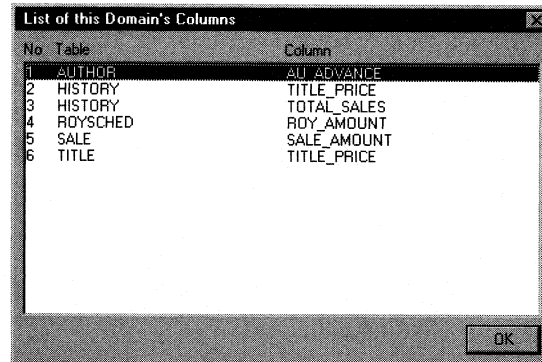 List of this Domain's Columns
No Table Column
1 AUTHOR AU_ADVANCE
2 HISTORY TITLE_PRICE
3 HISTORY TOTAL_SALES
4 ROYSCHED ROY_AMOUNT
5 SALE SALE_AMOUNT
6 TITLE TITLE_PRICE
OK